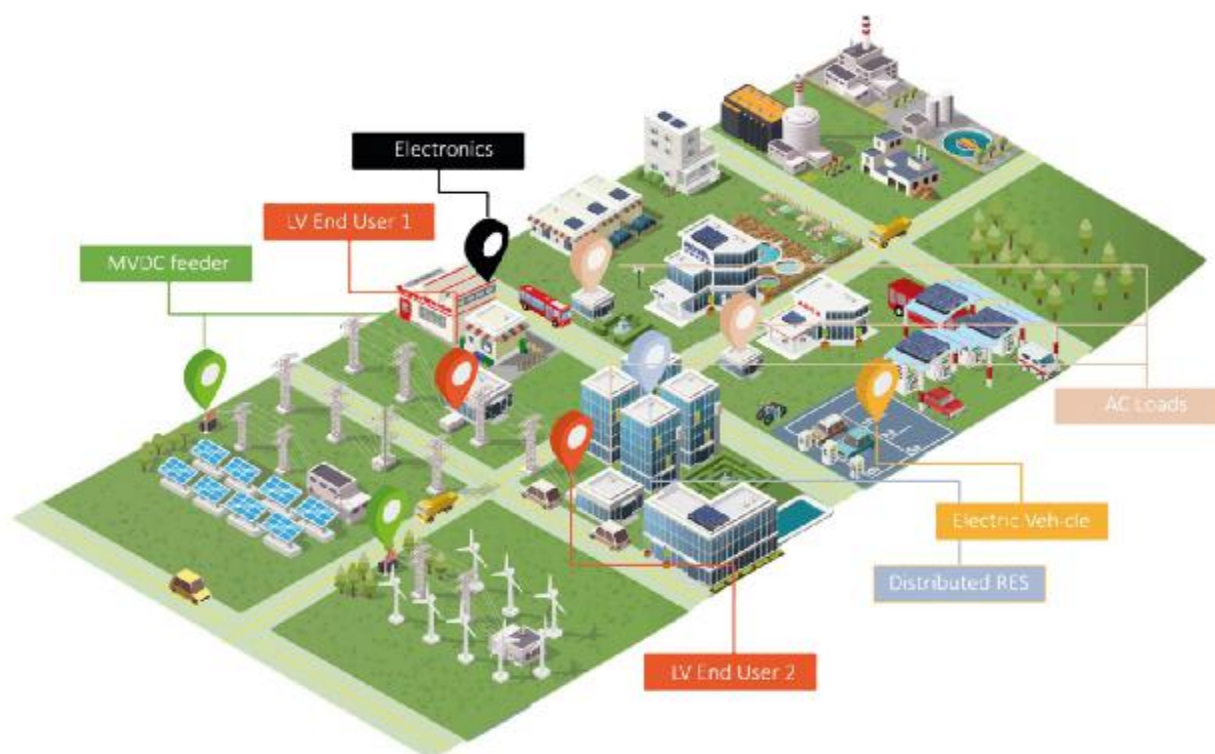 Electronics
LV End User 1
MVDC feeder
AC Loads
Electric Vehicle
Distributed RES
LV End User 2